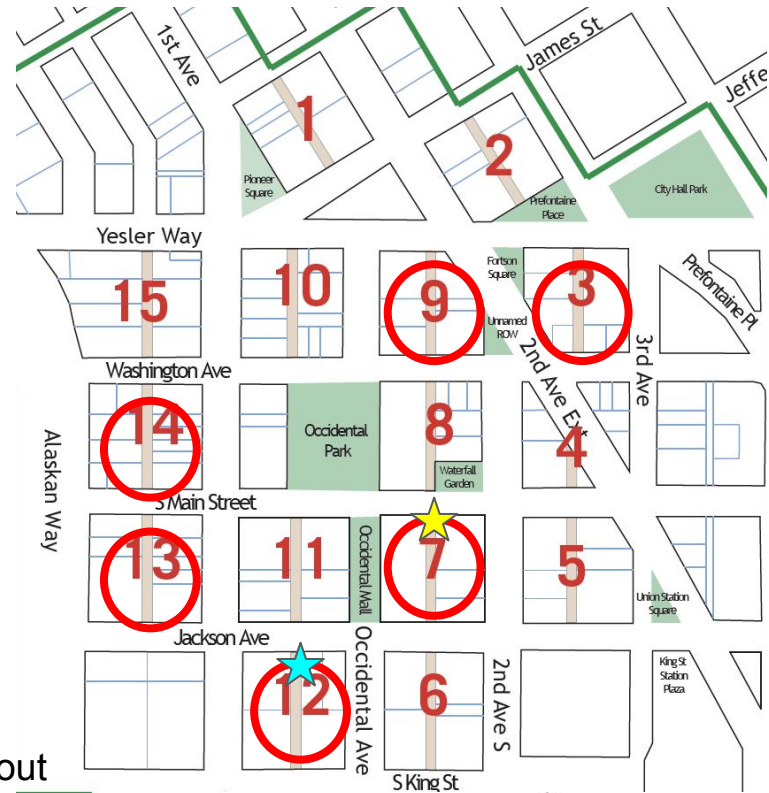 1st Ave
James St
Jeffe
1
2
Pioneer
Square
Prefontaine
Place
City Hall Park
Yesler Way
15
10
9
Fortson
Square
3
Unnamed
ROW
Prefontaine Pl
2nd Ave Ext
3rd Ave
Washington Ave
14
Occidental
Park
8
4
Waterfall
Garden
Alaskan Way
S Main Street
13
11
Occidental Mall
7
5
Union Station
Square
Jackson Ave
12
Occidental Ave
6
2nd Ave S
King St
Station
Plaza
out
S King St